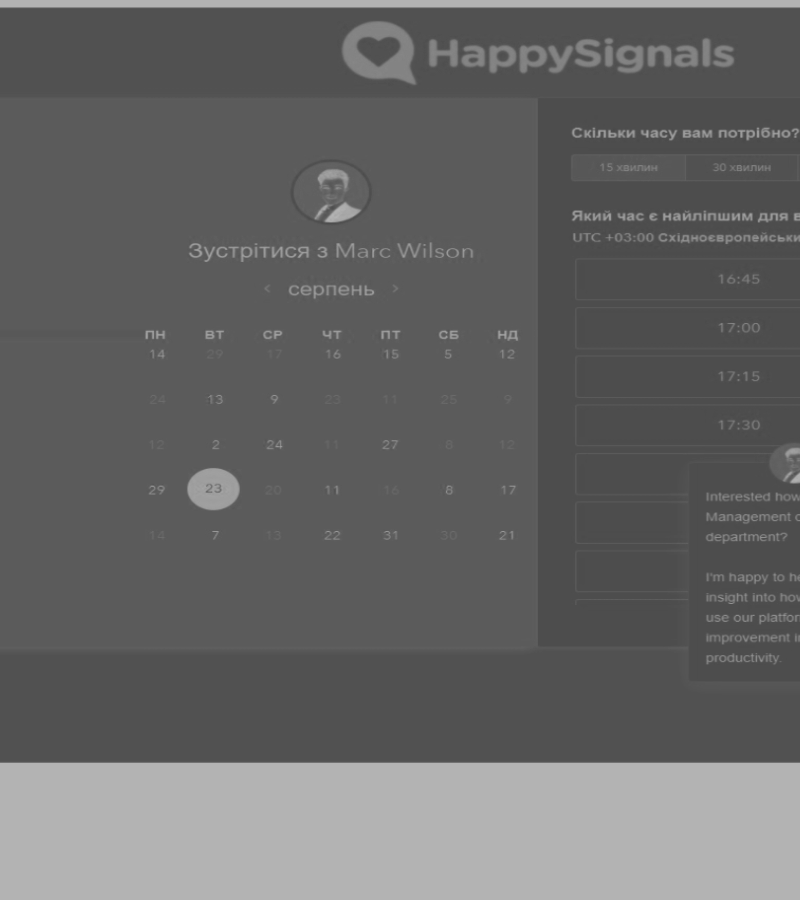 HappySignals
Зустрітися з Marc Wilson
серпень
ПН ВТ СР ЧТ ПТ СБ НД
14 29 17 16 15 5 12
24 13 9 23 11 25 9
12 2 24 11 27 8 12
29 23 20 11 16 8 17
14 7 13 22 31 30 21
Скільки часу вам потрібно?
15 хвилин 30 хвилин
Який час є найліпшим для в
UTC +03:00 Східноєвропейськи
16:45
17:00
17:15
17:30
Interested how
Management
department?
I'm happy to he
insight into how
use our platfor
improvement i
productivity.